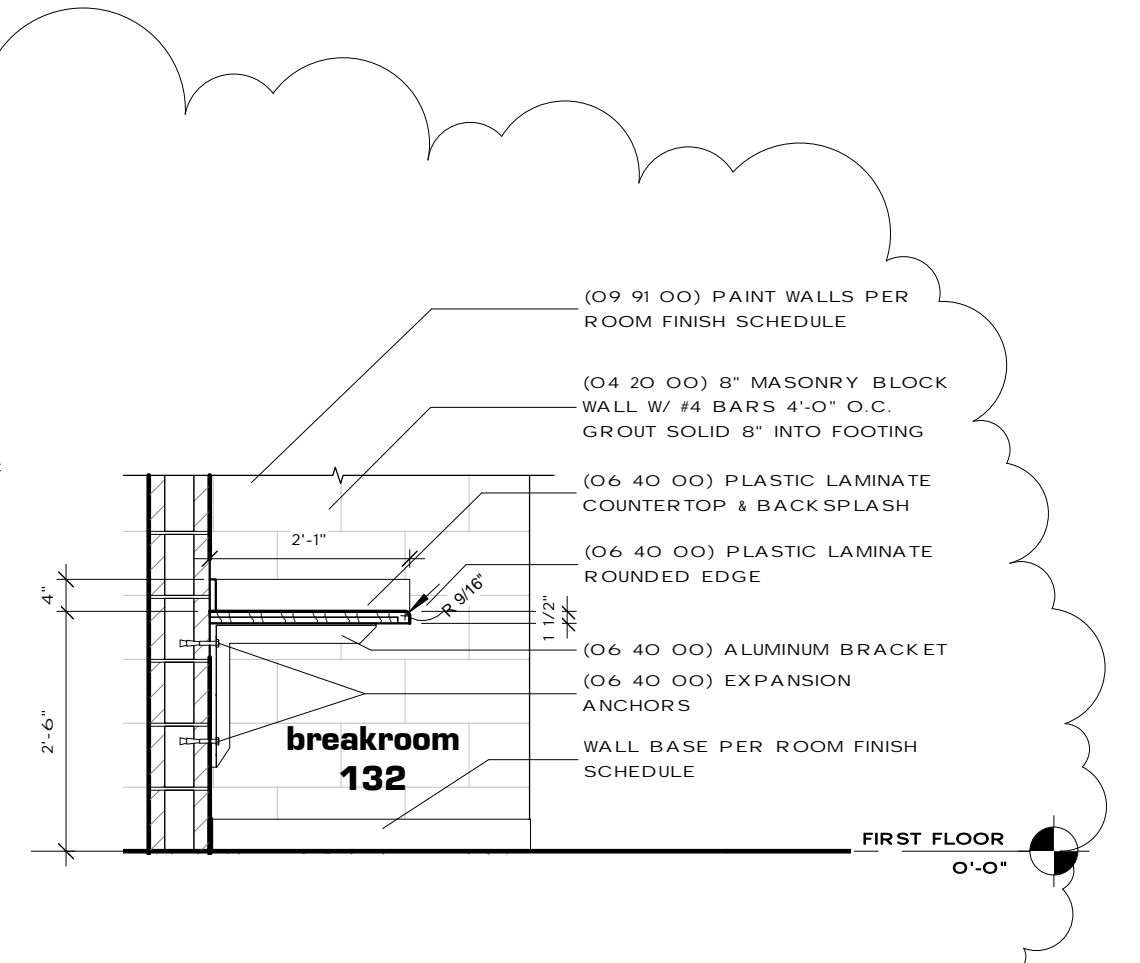 (09 91 00) PAINT WALLS PER
ROOM FINISH SCHEDULE
(04 20 00) 8" MASONRY BLOCK
WALL W/ #4 BARS 4'-0" O.C.
GROUT SOLID 8" INTO FOOTING
(06 40 00) PLASTIC LAMINATE
COUNTERTOP & BACKSPLASH
2'-1"
(06 40 00) PLASTIC LAMINATE
ROUNDED EDGE
4"
R 9/16"
1 1/2"
(06 40 00) ALUMINUM BRACKET
(06 40 00) EXPANSION
ANCHORS
2'-6"
breakroom
132
WALL BASE PER ROOM FINISH
SCHEDULE
FIRST FLOOR
0'-0"